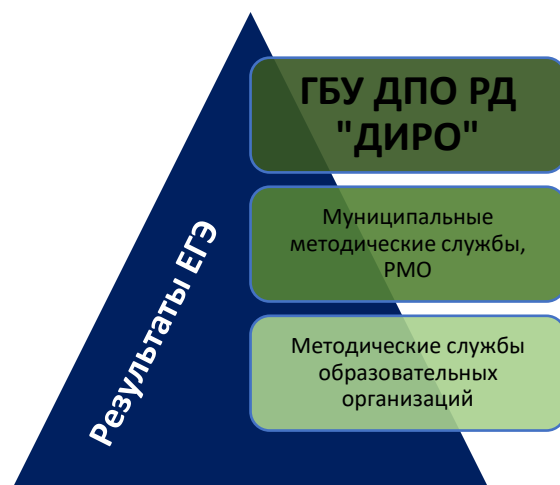 ГБУ ДПО РД
"ДИРО"
Муниципальные
методические службы,
РМО
Методические службы
образовательных
организаций
Результаты ЕГЭ